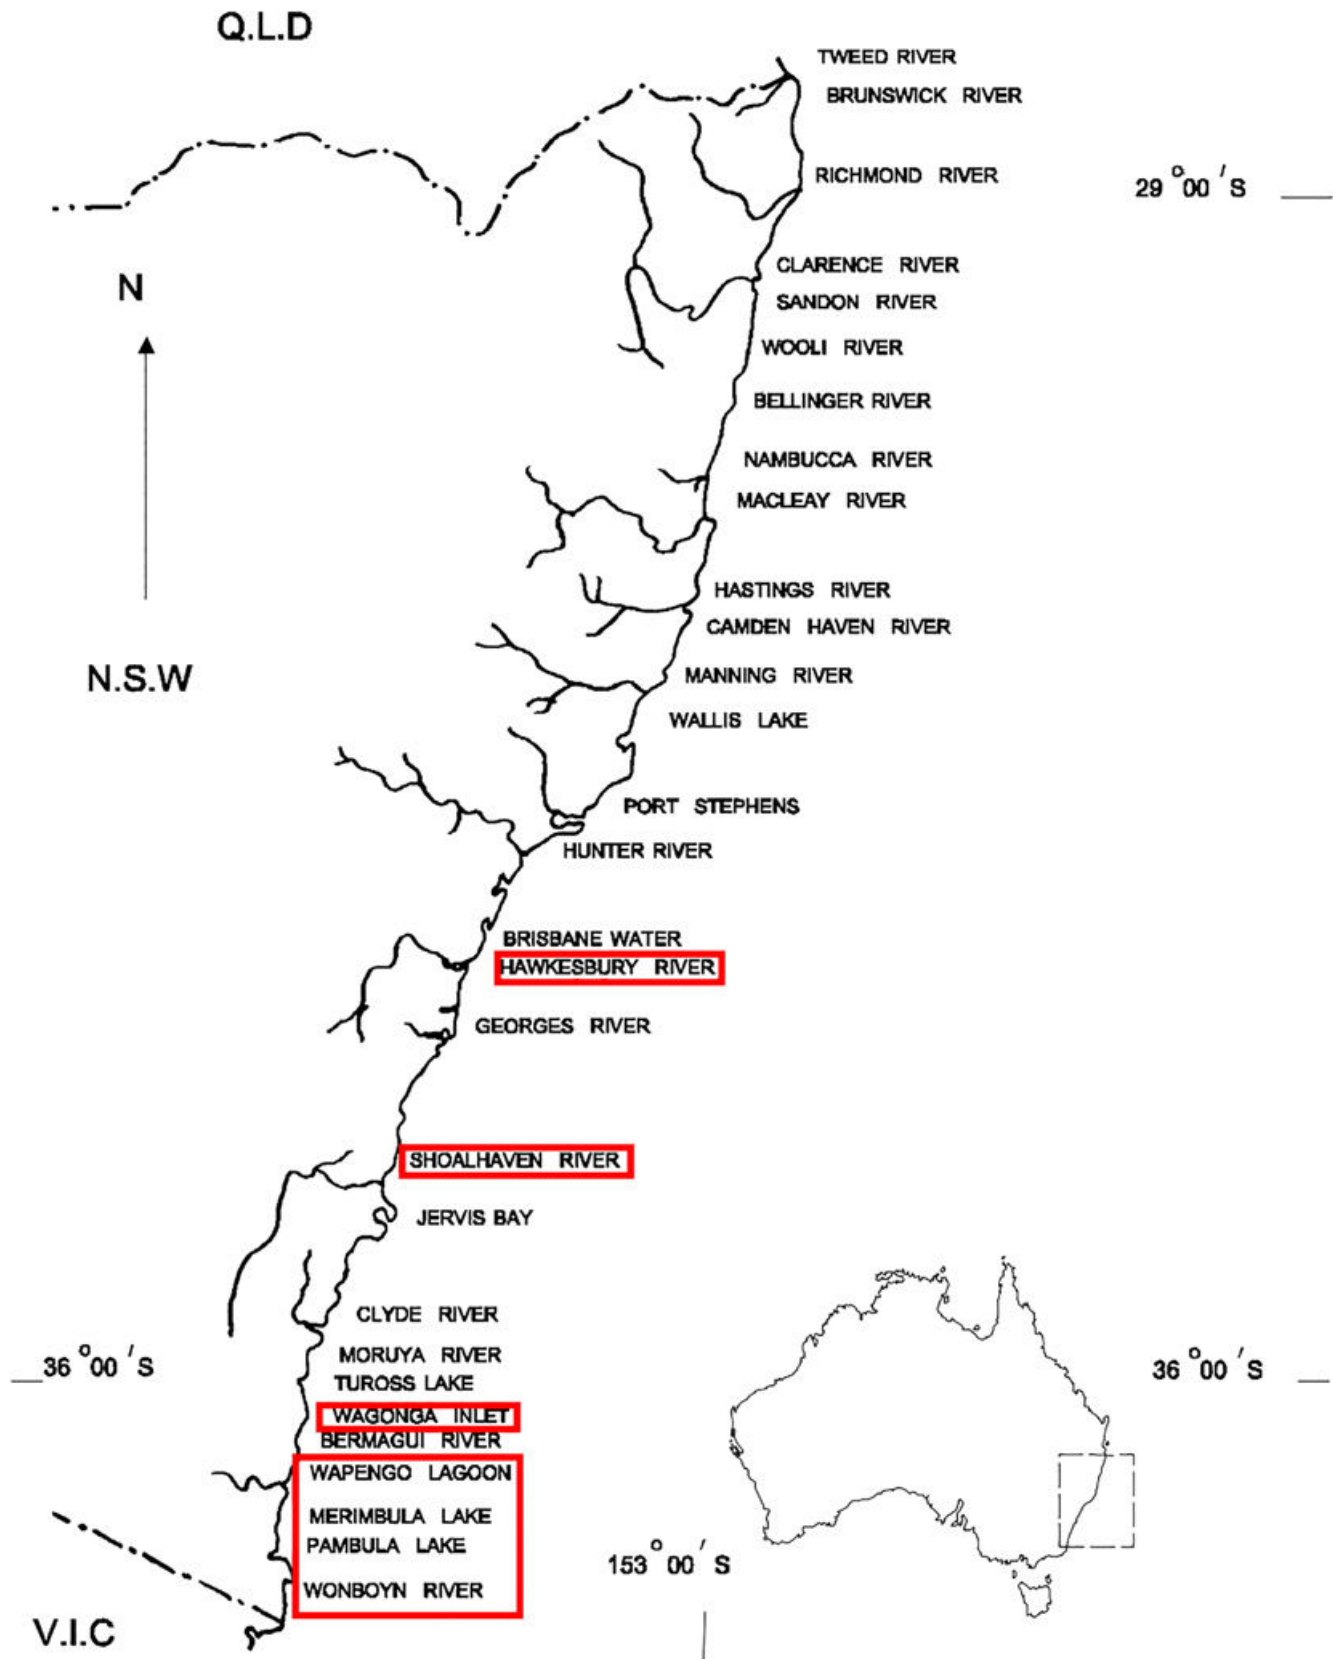 Q.L.D
TWEED RIVER
BRUNSWICK RIVER
RICHMOND RIVER
29°00'S
CLARENCE RIVER
N
SANDON RIVER
WOOLI RIVER
BELLINGER RIVER
NAMBUCCA RIVER
MACLEAY RIVER
HASTINGS RIVER
CAMDEN HAVEN RIVER
N.S.W
MANNING RIVER
WALLIS LAKE
PORT STEPHENS
HUNTER RIVER
BRISBANE WATER
HAWKESBURY RIVER
GEORGES RIVER
SHOALHAVEN RIVER
JERVIS BAY
CLYDE RIVER
MORUYA RIVER
36°00'S
36°00'S
TUROSS LAKE
WAGONGA INLET
BERMAGUI RIVER
WAPENGO LAGOON
MERIMBULA LAKE
PAMBULA LAKE
153°00'S
WONBOYN RIVER
V.I.C